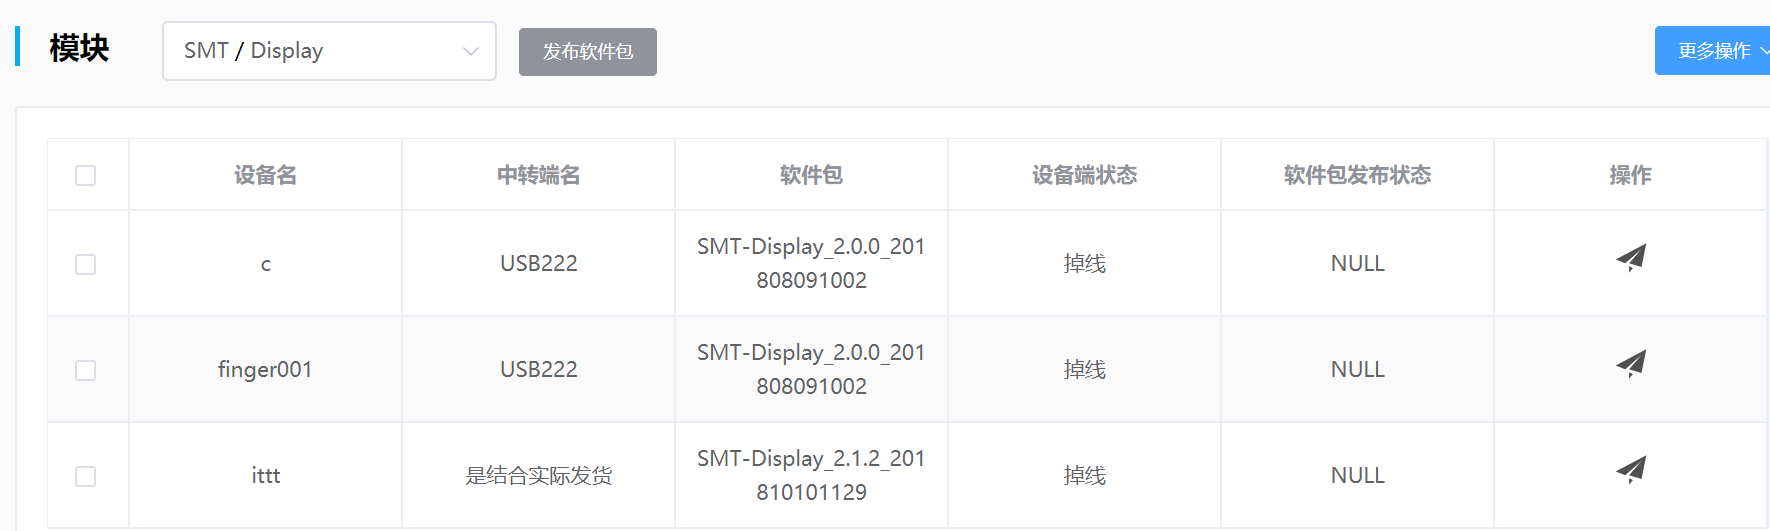 模块
SMT / Display
发布软件包
更多操作
设备名 中转端名 软件包 设备端状态 软件包发布状态 操作
c USB222 SMT-Display_2.0.0_201
808091002 掉线 NULL
finger001 USB222 SMT-Display_2.0.0_201
808091002 掉线 NULL
ittt 是结合实际发货 SMT-Display_2.1.2_201
810101129 掉线 NULL